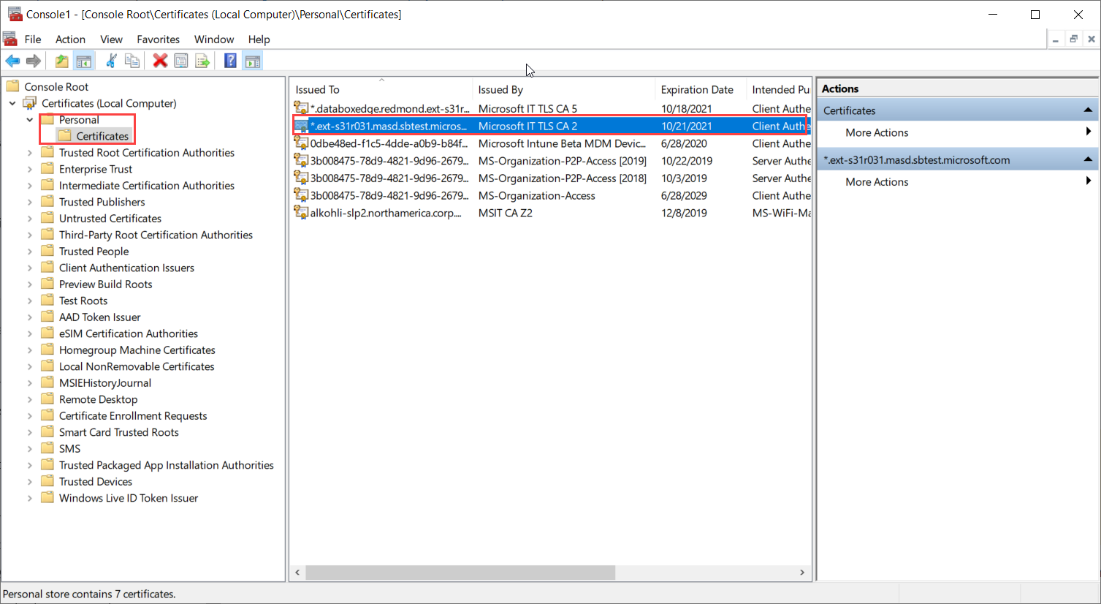 Console1 - [Console Root\Certificates (Local Computer)\Personal\Certificates]
File Action View Favorites Window Help
Console Root
Certificates (Local Computer)
Personal
Certificates
Trusted Root Certification Authorities
Enterprise Trust
Intermediate Certification Authorities
Trusted Publishers
Untrusted Certificates
Third-Party Root Certification Authorities
Trusted People
Client Authentication Issuers
Preview Build Roots
Test Roots
AAD Token Issuer
eSIM Certification Authorities
Homegroup Machine Certificates
Local NonRemovable Certificates
MSIEHistoryJournal
Remote Desktop
Certificate Enrollment Requests
Smart Card Trusted Roots
SMS
Trusted Packaged App Installation Authorities
Trusted Devices
Windows Live ID Token Issuer
Issued To Issued By Expiration Date Intended Pu
*.databoxedge.redmond.ext-s31r... Microsoft IT TLS CA 5 10/18/2021 Client Authe
*.ext-s31r031.masd.sbtest.micros... Microsoft IT TLS CA 2 10/21/2021 Client Authe
0dbe48ed-f1c5-4dde-a0b9-b84f... Microsoft Intune Beta MDM Devic... 6/28/2020 Client Authe
3b008475-78d9-4821-9d96-2679... MS-Organization-P2P-Access [2019] 10/22/2019 Server Authe
3b008475-78d9-4821-9d96-2679... MS-Organization-P2P-Access [2018] 10/3/2019 Server Authe
3b008475-78d9-4821-9d96-2679... MS-Organization-Access 6/28/2029 Client Authe
alkohli-slp2.northamerica.corp.... MSIT CA Z2 12/8/2019 MS-WiFi-Ma
Actions
Certificates
More Actions
*.ext-s31r031.masd.sbtest.microsoft.com
More Actions
Personal store contains 7 certificates.